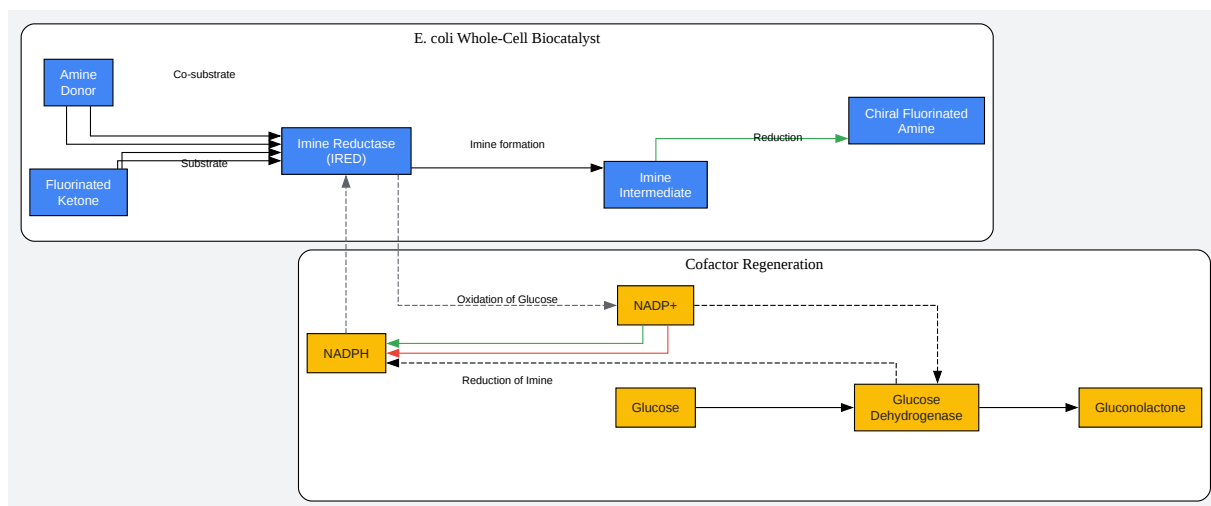 E. coli Whole-Cell Biocatalyst
Amine
Donor
Co-substrate
Chiral Fluorinated
Amine
Imine Reductase
(IRED)
Imine formation
Reduction
Substrate
Fluorinated
Ketone
Imine
Intermediate
Cofactor Regeneration
Oxidation of Glucose
NADP+
NADPH
Reduction of Imine
Glucose
Glucose
Dehydrogenase
Gluconolactone